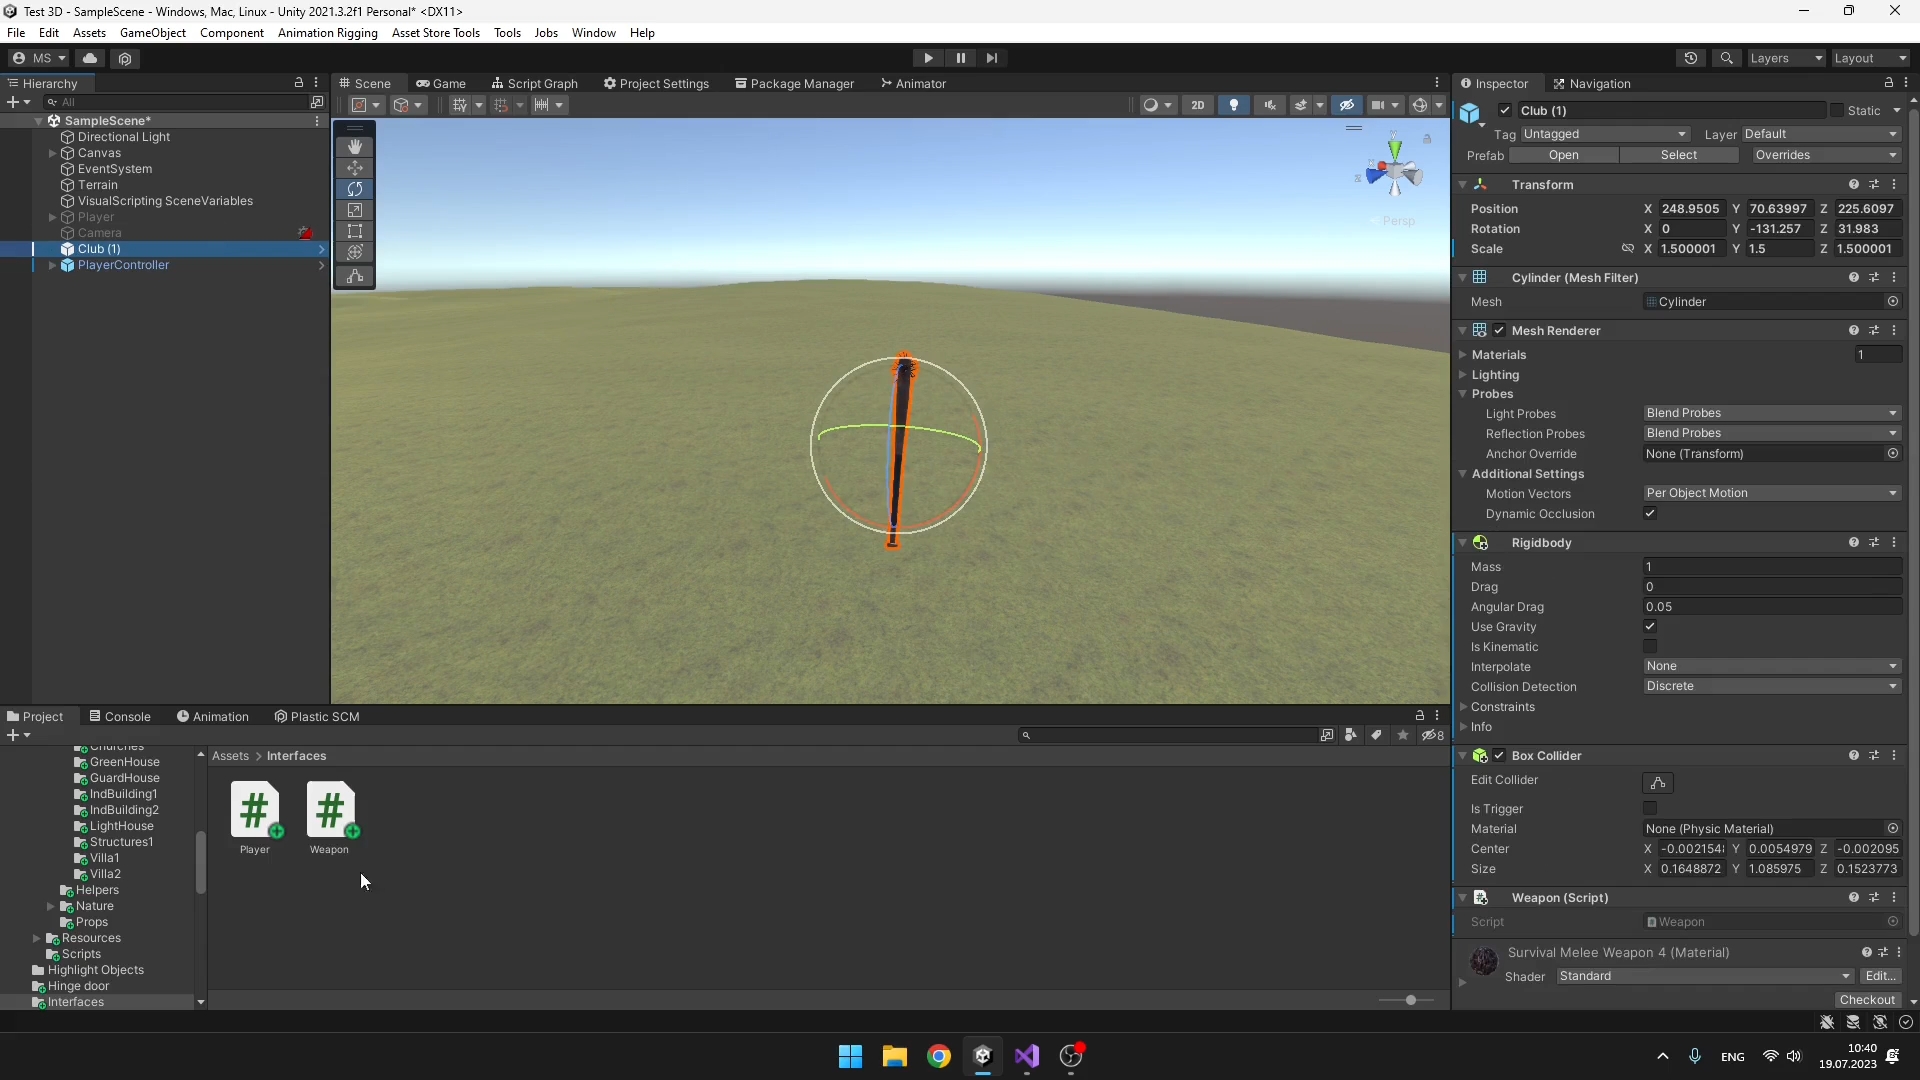 Test 3D - SampleScene - Windows, Mac, Linux - Unity 2021.3.2f1 Personal* <DX11>
File Edit Assets GameObject Component Animation Rigging Asset Store Tools Tools Jobs Window Help
MS Layers Layout
Hierarchy Scene Game Script Graph Project Settings Package Manager Animator Inspector Navigation
All
2D
SampleScene*
Directional Light
Canvas
EventSystem
Terrain
VisualScripting SceneVariables
Player
Camera
Club (1)
PlayerController
y
x
z
Persp
Club (1) Static
Tag Untagged Layer Default
Prefab Open Select Overrides
Transform
Position X 248.9505 Y 70.63997 Z 225.6097
Rotation X 0 Y -131.257 Z 31.983
Scale X 1.500001 Y 1.5 Z 1.500001
Cylinder (Mesh Filter)
Mesh Cylinder
Mesh Renderer
Materials 1
Lighting
Probes
Light Probes Blend Probes
Reflection Probes Blend Probes
Anchor Override None (Transform)
Additional Settings
Motion Vectors Per Object Motion
Dynamic Occlusion
Rigidbody
Mass 1
Drag 0
Angular Drag 0.05
Use Gravity
Is Kinematic
Interpolate None
Collision Detection Discrete
Constraints
Info
Box Collider
Edit Collider
Is Trigger
Material None (Physic Material)
Center X -0.002154 Y 0.0054979 Z -0.002095
Size X 0.1648872 Y 1.085975 Z 0.1523773
Weapon (Script)
Script Weapon
Survival Melee Weapon 4 (Material)
Shader Standard Edit...
Checkout
Project Console Animation Plastic SCM
8
Churches
GreenHouse
GuardHouse
IndBuilding1
IndBuilding2
LightHouse
Structures1
Villa1
Villa2
Helpers
Nature
Props
Resources
Scripts
Highlight Objects
Hinge door
Interfaces
Assets > Interfaces
Player Weapon
ENG 10:40
19.07.2023